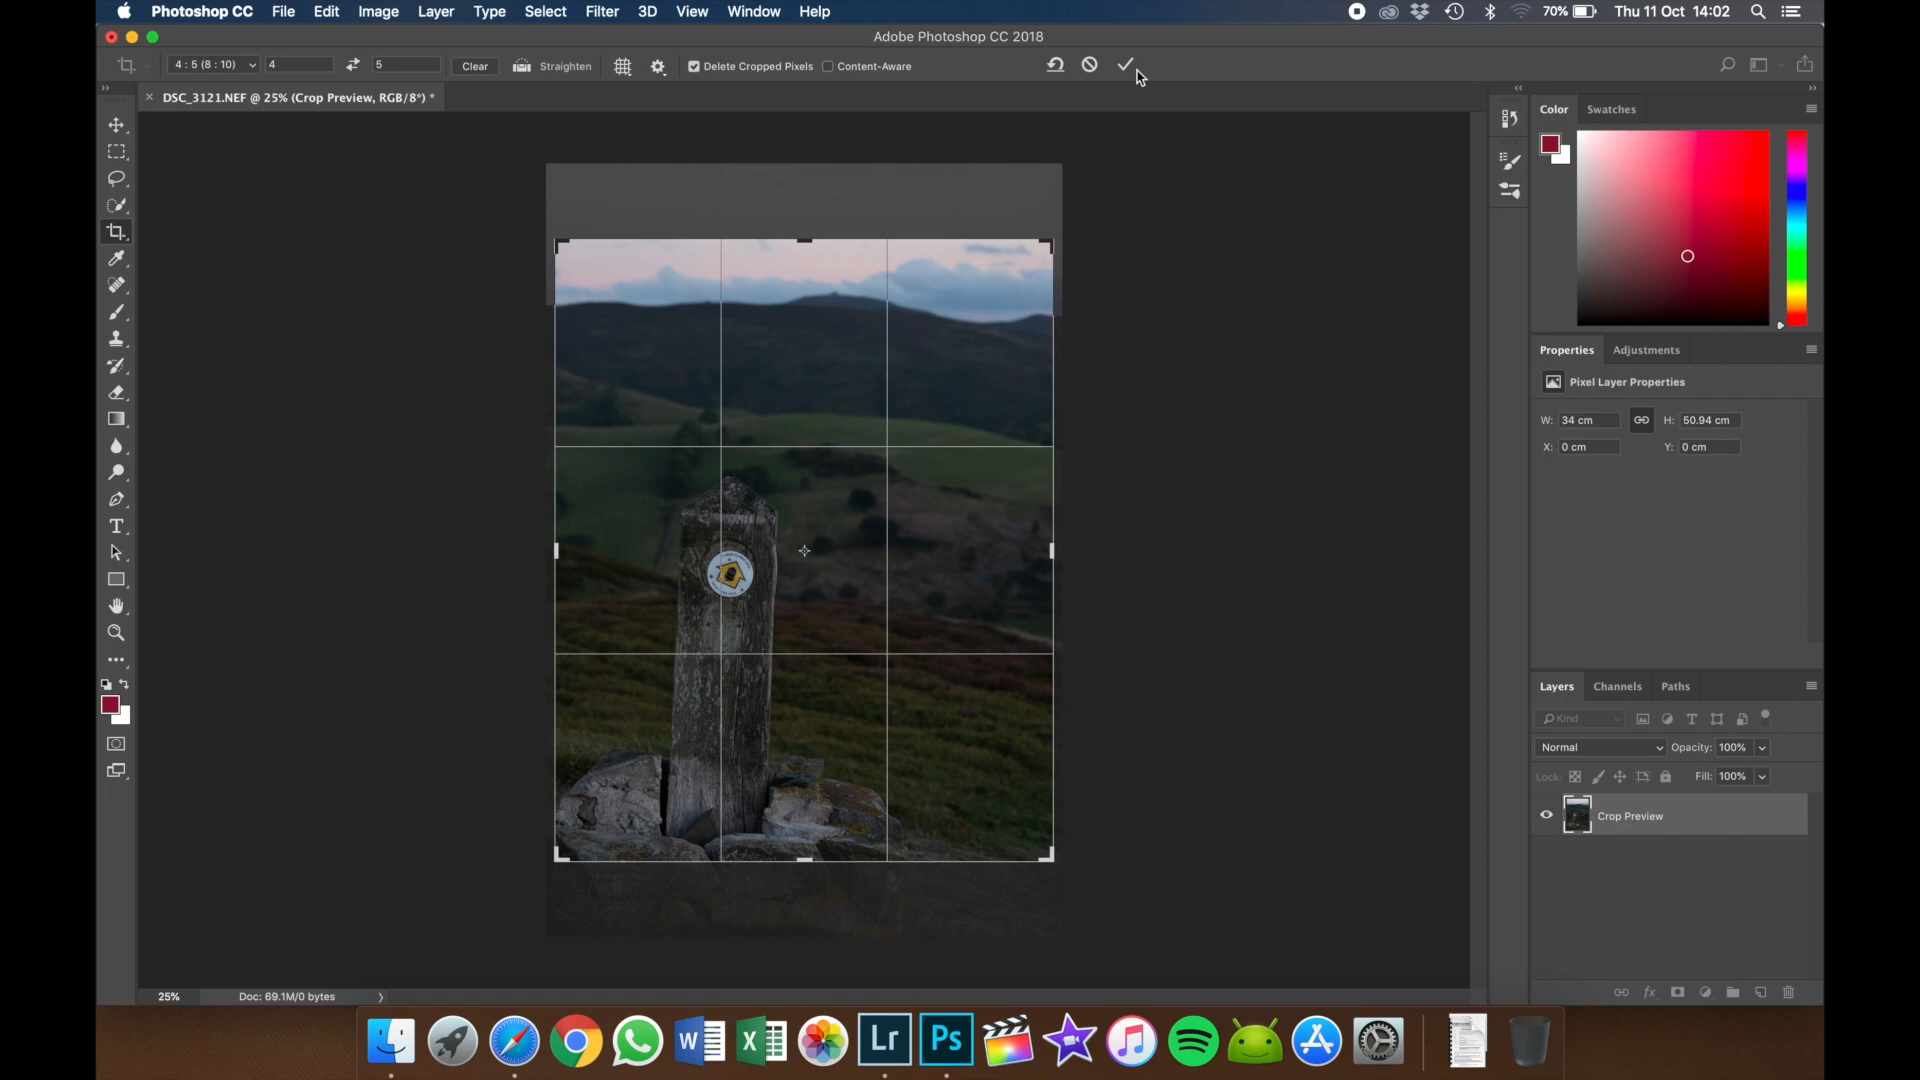 Photoshop CC File Edit Image Layer Type Select Filter 3D View Window Help 70% Thu 11 Oct 14:02
Adobe Photoshop CC 2018
4 : 5 (8 : 10) 4 5 Clear Straighten Delete Cropped Pixels Content-Aware
× DSC_3121.NEF @ 25% (Crop Preview, RGB/8*) *
Color Swatches
Properties Adjustments
Pixel Layer Properties
W: 34 cm H: 50.94 cm
X: 0 cm Y: 0 cm
Layers Channels Paths
Kind
Normal Opacity: 100%
Lock: Fill: 100%
Crop Preview
25% Doc: 69.1M/0 bytes
Lr Ps